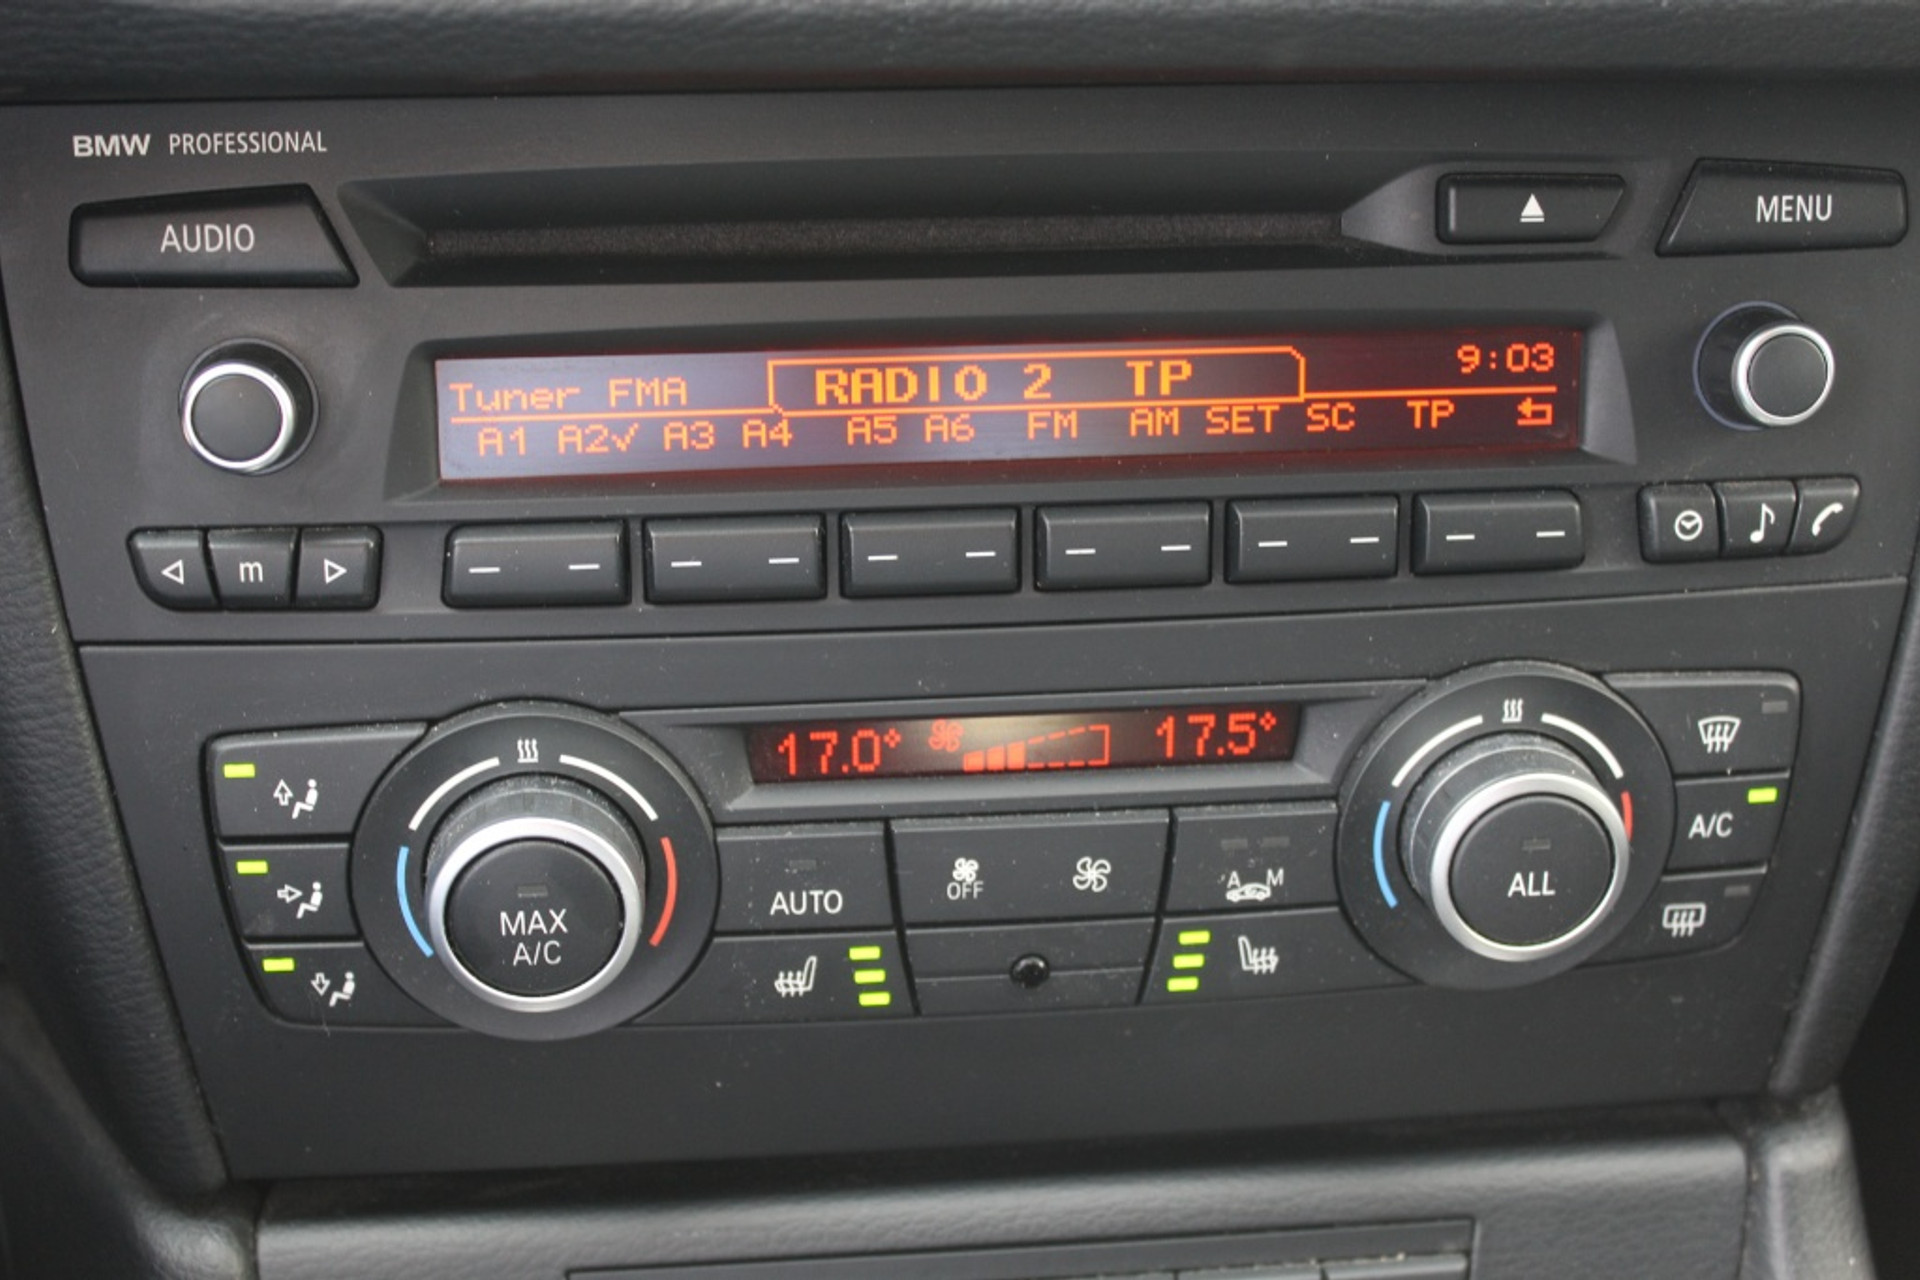 BMW PROFESSIONAL
AUDIO
MENU
Tuner FMA RADIO 2 TP 9:03
A1 A2✓ A3 A4 A5 A6 FM AM SET SC TP
m
17.0° 17.5°
MAX
A/C
AUTO
OFF
A M
ALL
A/C